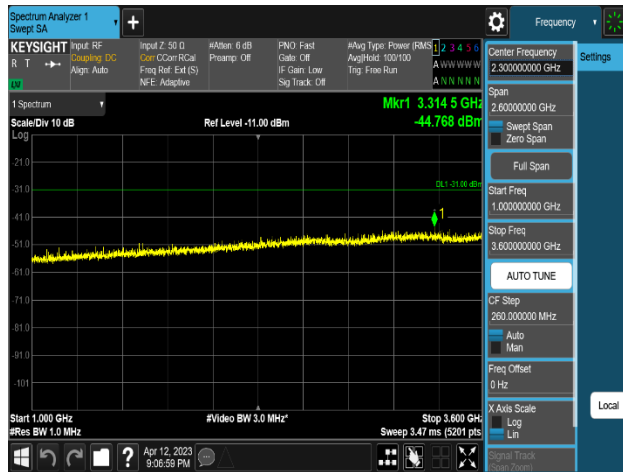 Spectrum Analyzer 1
Swept SA
Frequency
KEYSIGHT
R T
LXI
Input: RF
Coupling: DC
Align: Auto
Input Z: 50 Ω
Corr CCorr RCal
Freq Ref: Ext (S)
NFE: Adaptive
#Atten: 6 dB
Preamp: Off
PNO: Fast
Gate: Off
IF Gain: Low
Sig Track: Off
#Avg Type: Power (RMS
Avg|Hold: 100/100
Trig: Free Run
1 2 3 4 5 6
A W W W W W
A N N N N N
1 Spectrum
Scale/Div 10 dB
Log
Ref Level -11.00 dBm
Mkr1 3.314 5 GHz
-44.768 dBm
-21.0
-31.0
DL1 -31.00 dBm
1
-41.0
-51.0
-61.0
-71.0
-81.0
-91.0
-101
Start 1.000 GHz
#Res BW 1.0 MHz
#Video BW 3.0 MHz*
Stop 3.600 GHz
Sweep 3.47 ms (5201 pts)
Apr 12, 2023
9:06:59 PM
Center Frequency
2.300000000 GHz
Span
2.60000000 GHz
Swept Span
Zero Span
Full Span
Start Freq
1.000000000 GHz
Stop Freq
3.600000000 GHz
AUTO TUNE
CF Step
260.000000 MHz
Auto
Man
Freq Offset
0 Hz
X Axis Scale
Log
Lin
Signal Track
(Span Zoom)
Settings
Local